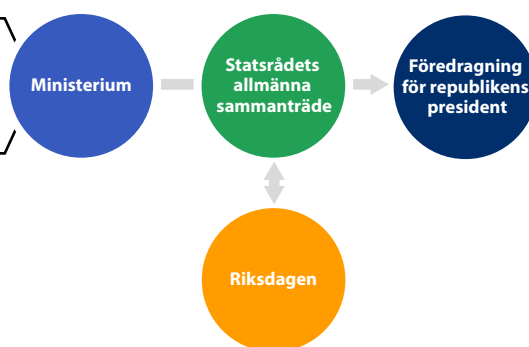 Ministerium
Statsrådets
allmänna
sammanträde
Föredragning
för republikens
president
Riksdagen